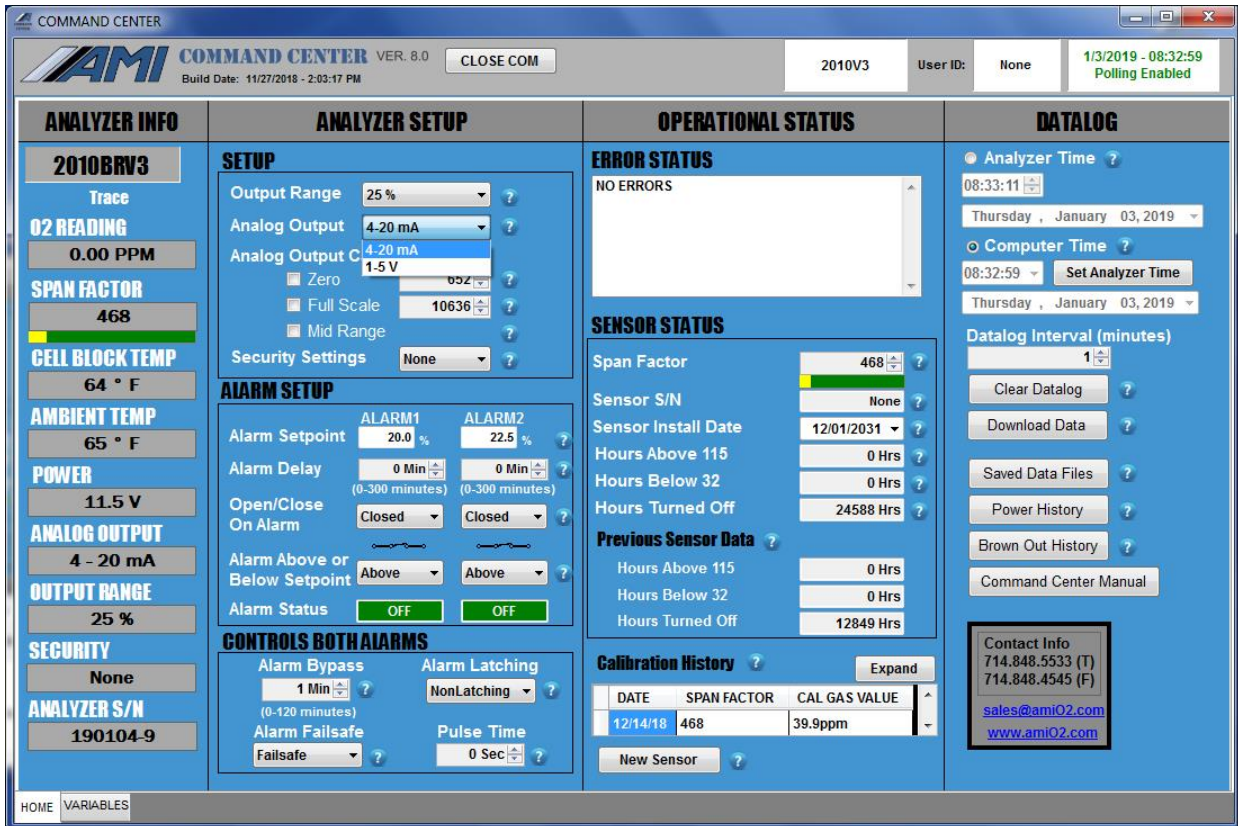 COMMAND CENTER
AMI
COMMAND CENTER VER. 8.0
Build Date: 11/27/2018 - 2:03:17 PM
CLOSE COM
2010V3
User ID:
None
1/3/2019 - 08:32:59
Polling Enabled
ANALYZER INFO
2010BRV3
Trace
O2 READING
0.00 PPM
SPAN FACTOR
468
CELL BLOCK TEMP
64 ° F
AMBIENT TEMP
65 ° F
POWER
11.5 V
ANALOG OUTPUT
4 - 20 mA
OUTPUT RANGE
25 %
SECURITY
None
ANALYZER S/N
190104-9
ANALYZER SETUP
SETUP
Output Range 25 % ?
Analog Output 4-20 mA ?
4-20 mA
1-5 V
Analog Output C
Zero 652 ?
Full Scale 10636 ?
Mid Range ?
Security Settings None ?
ALARM SETUP
ALARM1 ALARM2
Alarm Setpoint 20.0 % 22.5 % ?
Alarm Delay 0 Min 0 Min ?
(0-300 minutes) (0-300 minutes)
Open/Close
On Alarm
Closed Closed ?
Alarm Above or
Below Setpoint
Above Above ?
Alarm Status OFF OFF
CONTROLS BOTH ALARMS
Alarm Bypass
1 Min ?
(0-120 minutes)
Alarm Latching
NonLatching ?
Alarm Failsafe
Failsafe ?
Pulse Time
0 Sec ?
OPERATIONAL STATUS
ERROR STATUS
NO ERRORS
SENSOR STATUS
Span Factor 468 ?
Sensor S/N None ?
Sensor Install Date 12/01/2031 ?
Hours Above 115 0 Hrs ?
Hours Below 32 0 Hrs ?
Hours Turned Off 24588 Hrs ?
Previous Sensor Data ?
Hours Above 115 0 Hrs
Hours Below 32 0 Hrs
Hours Turned Off 12849 Hrs
Calibration History ? Expand
DATE SPAN FACTOR CAL GAS VALUE
12/14/18 468 39.9ppm
New Sensor ?
DATALOG
Analyzer Time ?
08:33:11
Thursday , January 03, 2019
Computer Time ?
08:32:59 Set Analyzer Time
Thursday , January 03, 2019
Datalog Interval (minutes)
1
Clear Datalog ?
Download Data ?
Saved Data Files ?
Power History ?
Brown Out History ?
Command Center Manual
Contact Info
714.848.5533 (T)
714.848.4545 (F)
sales@amiO2.com
www.amiO2.com
HOME VARIABLES